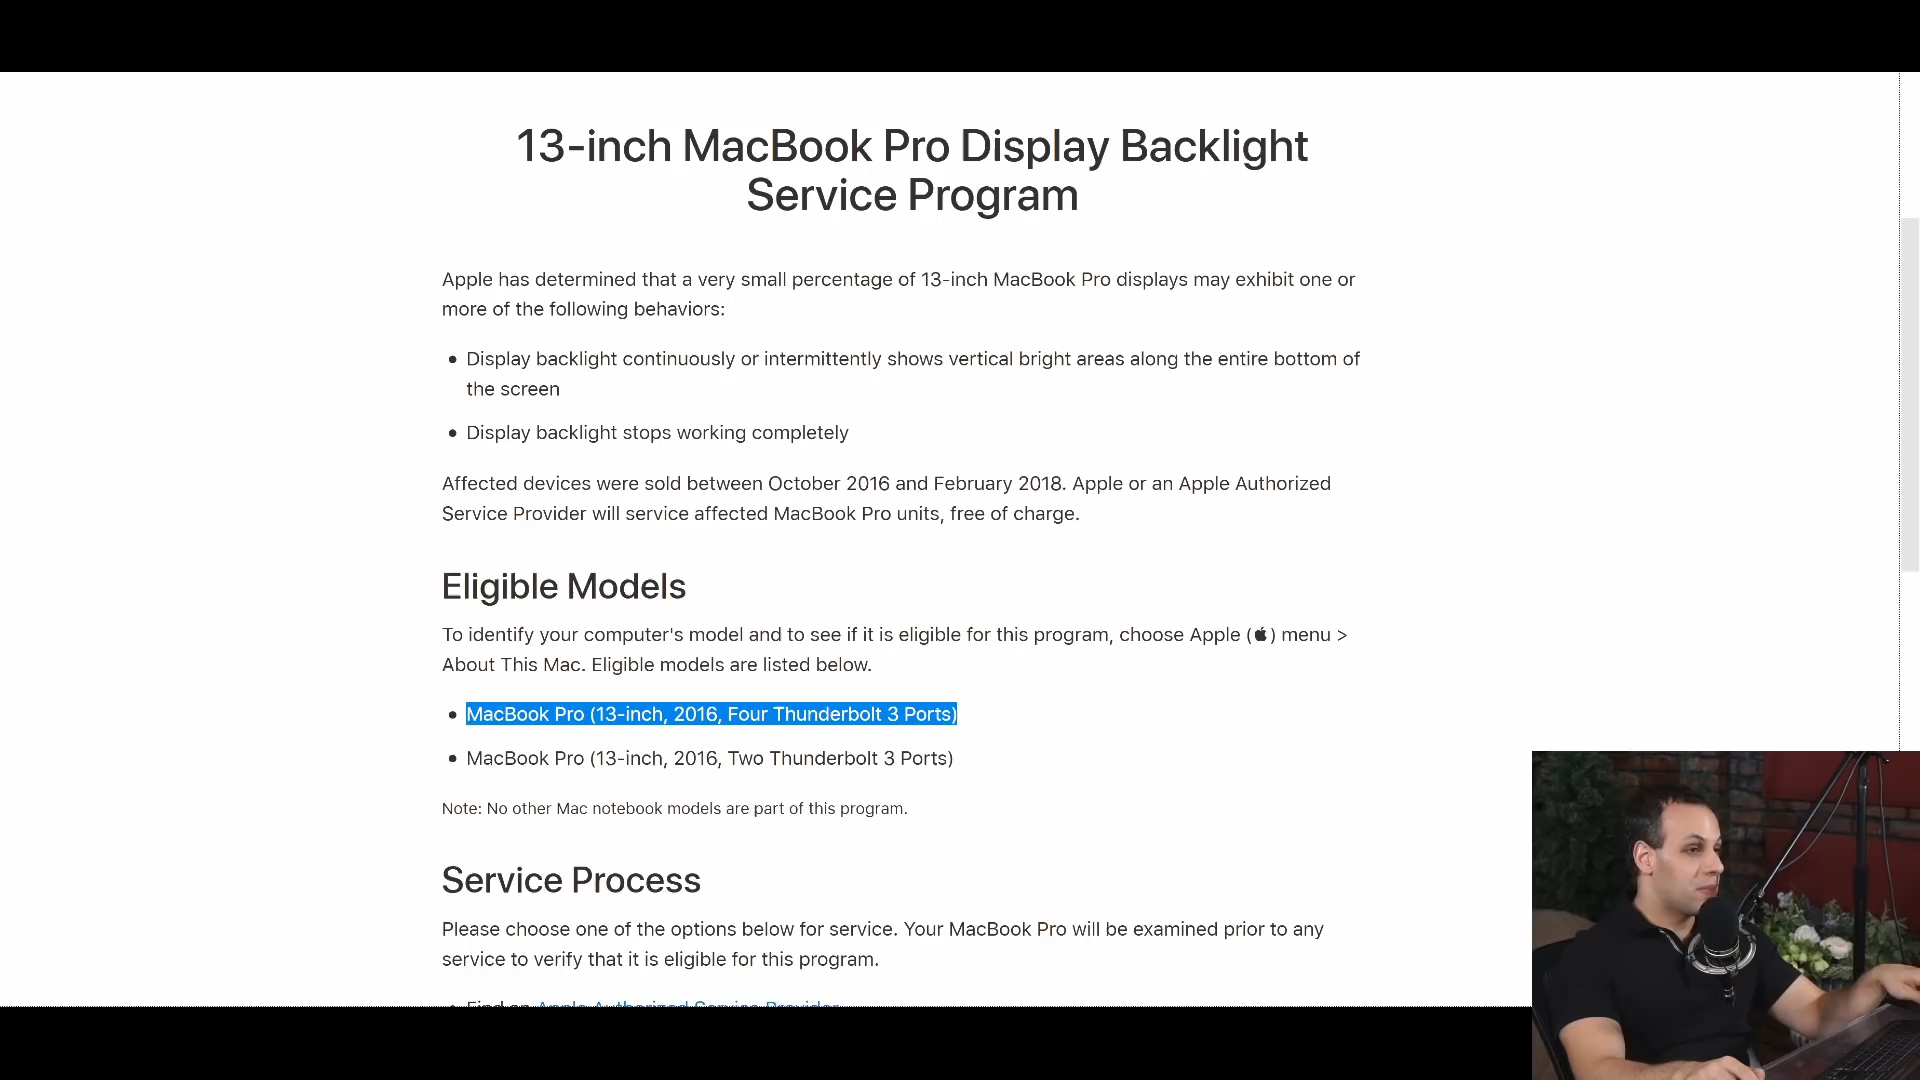 13-inch MacBook Pro Display Backlight
Service Program
Apple has determined that a very small percentage of 13-inch MacBook Pro displays may exhibit one or
more of the following behaviors:
• Display backlight continuously or intermittently shows vertical bright areas along the entire bottom of
the screen
• Display backlight stops working completely
Affected devices were sold between October 2016 and February 2018. Apple or an Apple Authorized
Service Provider will service affected MacBook Pro units, free of charge.
Eligible Models
To identify your computer's model and to see if it is eligible for this program, choose Apple () menu >
About This Mac. Eligible models are listed below.
• MacBook Pro (13-inch, 2016, Four Thunderbolt 3 Ports)
• MacBook Pro (13-inch, 2016, Two Thunderbolt 3 Ports)
Note: No other Mac notebook models are part of this program.
Service Process
Please choose one of the options below for service. Your MacBook Pro will be examined prior to any
service to verify that it is eligible for this program.
• Find an Apple Authorized Service Provider